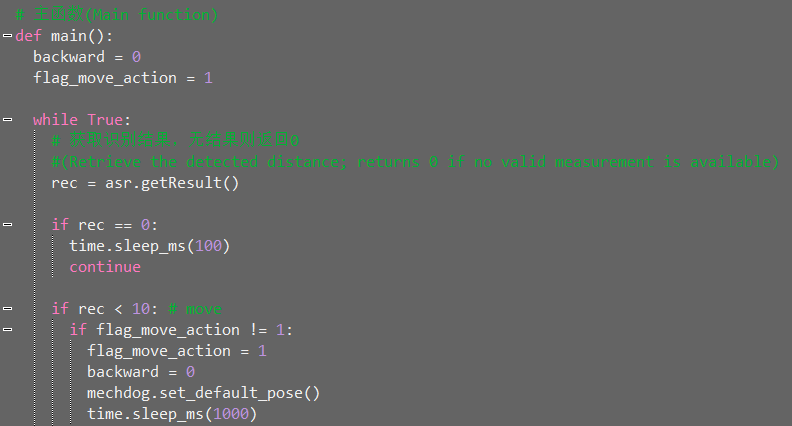 # 主函数(Main function)
def main():
backward = 0
flag_move_action = 1
while True:
# 获取识别结果，无结果则返回0
#(Retrieve the detected distance; returns 0 if no valid measurement is available)
rec = asr.getResult()
if rec == 0:
time.sleep_ms(100)
continue
if rec < 10: # move
if flag_move_action != 1:
flag_move_action = 1
backward = 0
mechdog.set_default_pose()
time.sleep_ms(1000)